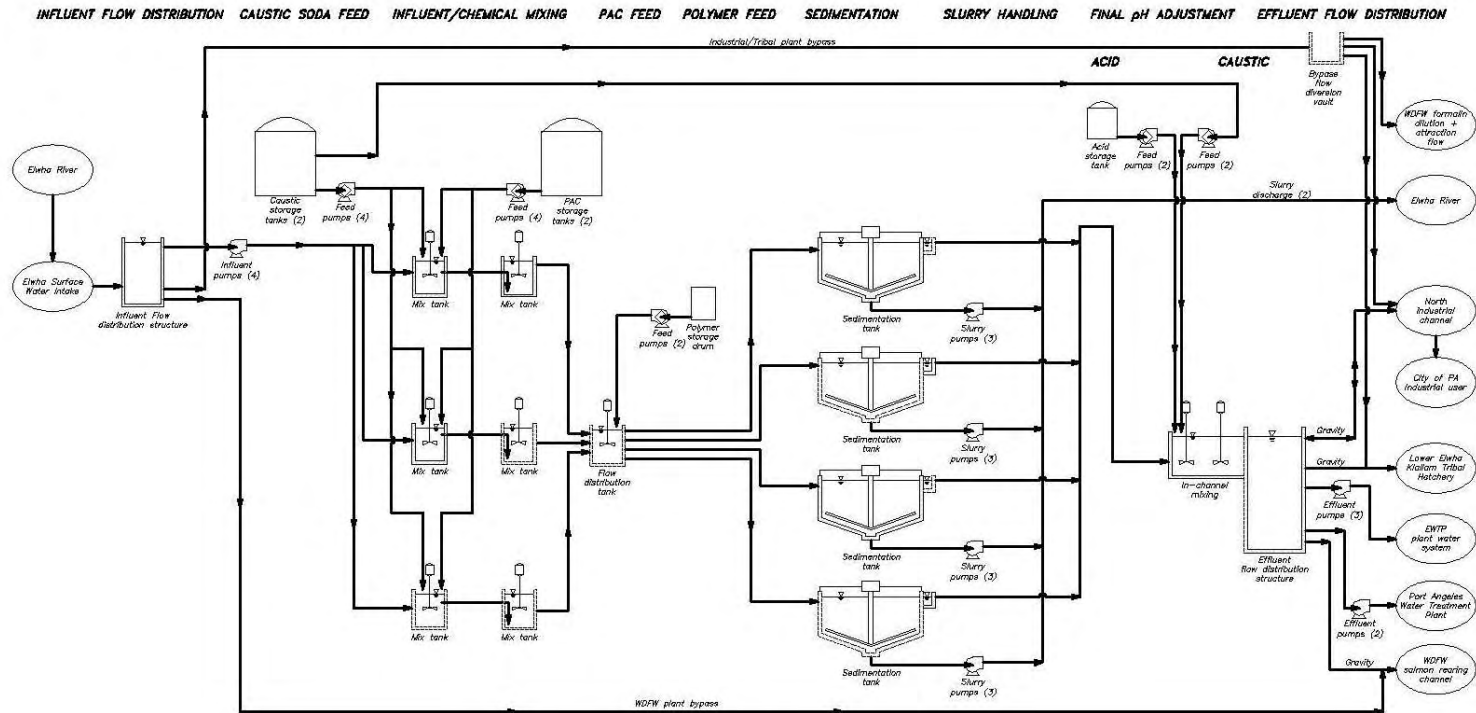 INFLUENT FLOW DISTRIBUTION
CAUSTIC SODA FEED
INFLUENT/CHEMICAL MIXING
PAC FEED
POLYMER FEED
SEDIMENTATION
SLURRY HANDLING
FINAL pH ADJUSTMENT
EFFLUENT FLOW DISTRIBUTION
Industrial/Tribal plant bypass
ACID
CAUSTIC
Bypass
flow
diversion
vault
WDFW formalin
dilution +
attraction
flow
Elwha River
Caustic
storage
tanks (2)
Feed
pumps (4)
Feed
pumps (4)
PAC
storage
tanks (2)
Acid
storage
tank
Feed
pumps (2)
Feed
pumps (2)
Slurry
discharge (2)
Elwha River
Elwha Surface
Water Intake
Influent Flow
distribution structure
Influent
pumps (4)
Mix tank
Mix tank
Feed
pumps (2)
Polymer
storage
drum
Sedimentation
tank
Slurry
pumps (3)
North
Industrial
channel
City of PA
industrial user
Mix tank
Mix tank
Flow
distribution
tank
Sedimentation
tank
Slurry
pumps (3)
In-channel
mixing
Gravity
Gravity
Lower Elwha
Klallam Tribal
Hatchery
Effluent
pumps (3)
EWTP
plant water
system
Sedimentation
tank
Slurry
pumps (3)
Effluent
flow distribution
structure
Effluent
pumps (2)
Port Angeles
Water Treatment
Plant
Mix tank
Mix tank
Sedimentation
tank
Slurry
pumps (3)
Gravity
WDFW
salmon rearing
channel
WDFW plant bypass